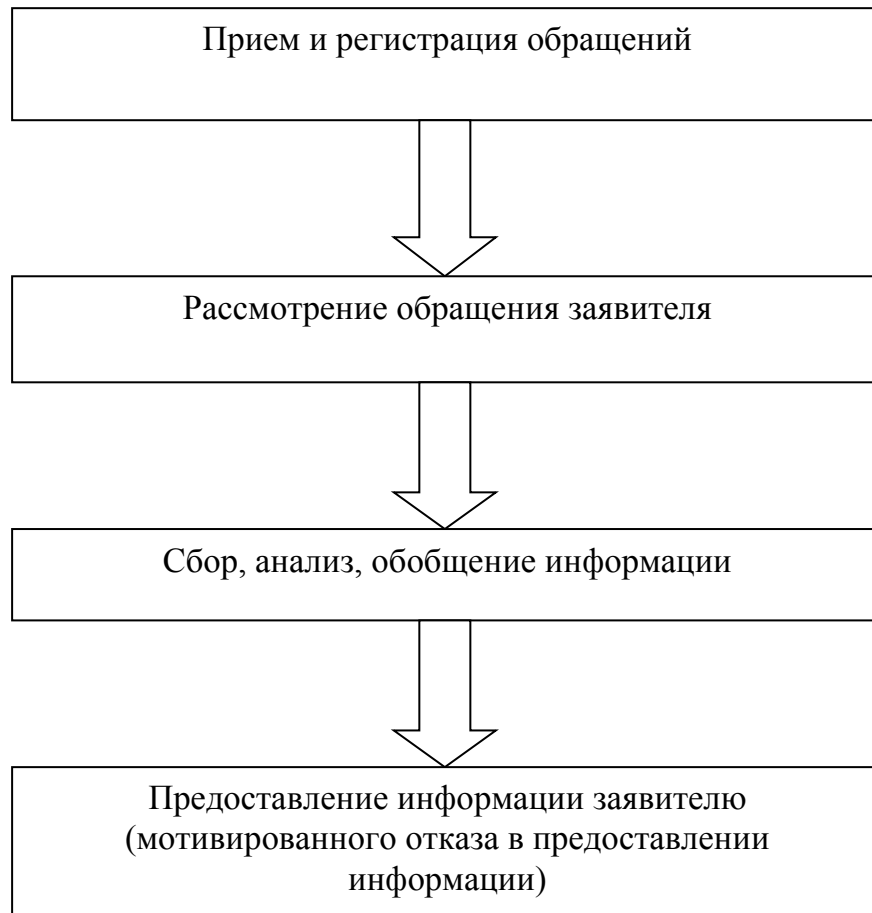 Прием и регистрация обращений
Рассмотрение обращения заявителя
Сбор, анализ, обобщение информации
Предоставление информации заявителю
(мотивированного отказа в предоставлении
информации)